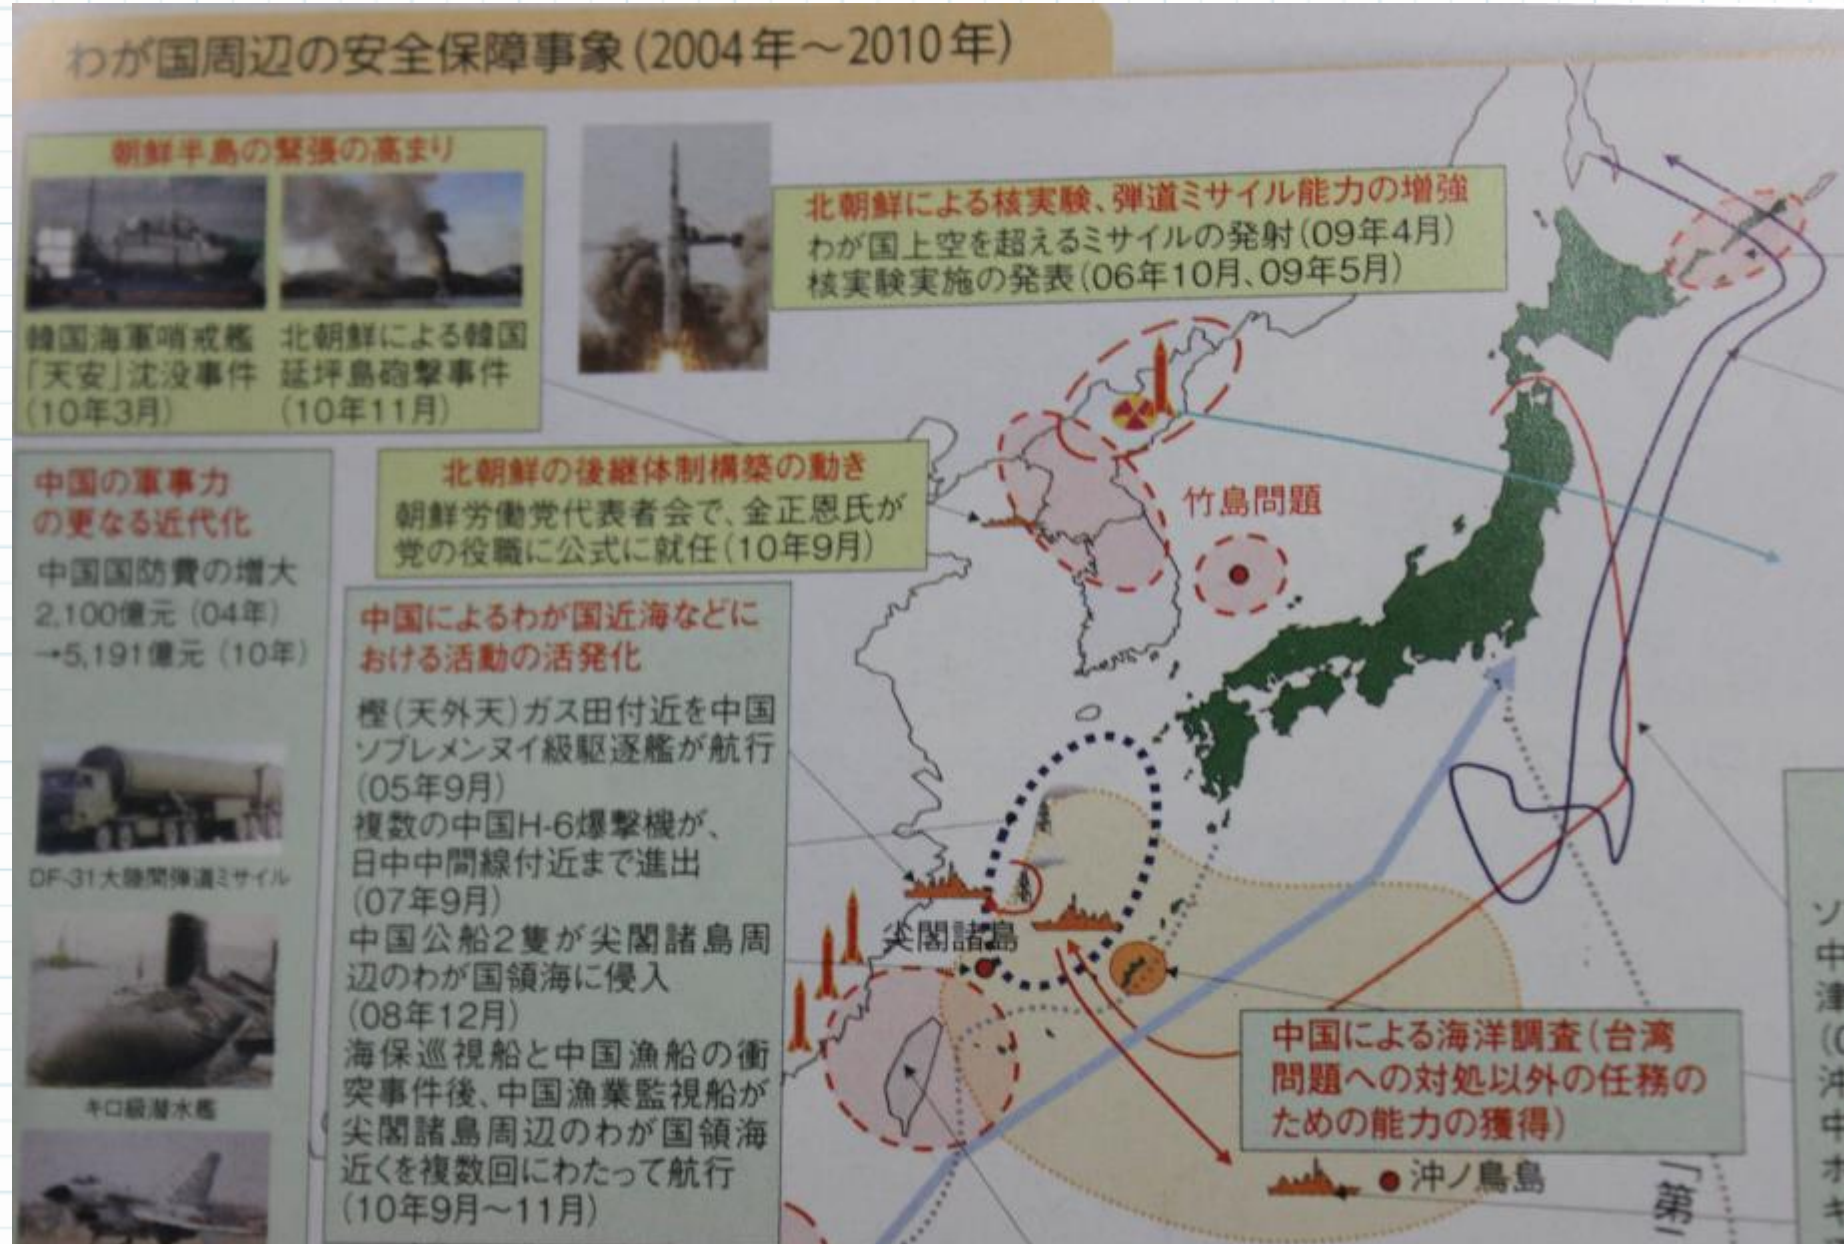 わが国周辺の安全保障事象(2004年～2010年)
朝鮮半島の緊張の高まり
韓国海軍哨戒艦
「天安」沈没事件
(10年3月)
北朝鮮による韓国
延坪島砲撃事件
(10年11月)
北朝鮮による核実験、弾道ミサイル能力の増強
わが国上空を超えるミサイルの発射(09年4月)
核実験実施の発表(06年10月、09年5月)
北朝鮮の後継体制構築の動き
朝鮮労働党代表者会で、金正恩氏が
党の役職に公式に就任(10年9月)
中国の軍事力
の更なる近代化
中国国防費の増大
2,100億元(04年)
→5,191億元(10年)
DF-31大陸間弾道ミサイル
キロ級潜水艦
中国によるわが国近海などに
おける活動の活発化
樫(天外天)ガス田付近を中国
ソブレメンヌイ級駆逐艦が航行
(05年9月)
複数の中国H-6爆撃機が、
日中中間線付近まで進出
(07年9月)
中国公船2隻が尖閣諸島周
辺のわが国領海に侵入
(08年12月)
海保巡視船と中国漁船の衝
突事件後、中国漁業監視船が
尖閣諸島周辺のわが国領海
近くを複数回にわたって航行
(10年9月～11月)
竹島問題
尖閣諸島
中国による海洋調査(台湾
問題への対処以外の任務の
ための能力の獲得)
沖ノ鳥島
「第
ソ
中
津
(0
沖
中
ホ
キ